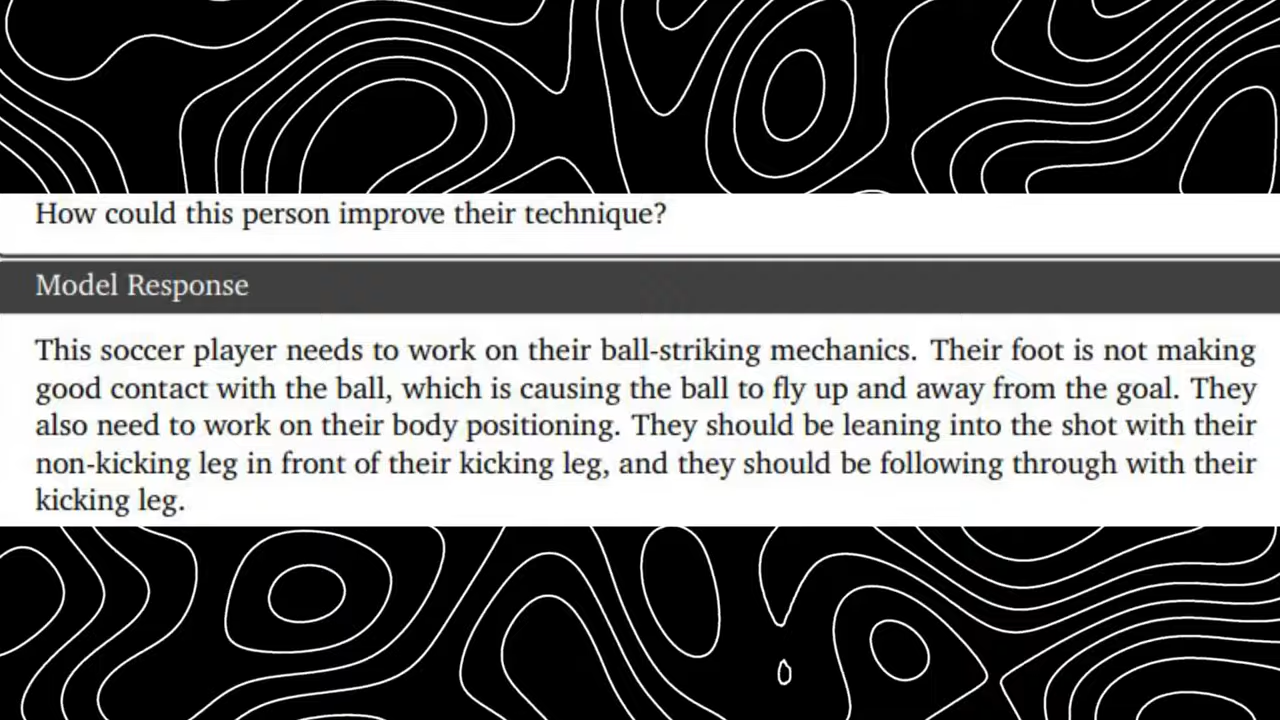 How could this person improve their technique?
Model Response
This soccer player needs to work on their ball-striking mechanics. Their foot is not making
good contact with the ball, which is causing the ball to fly up and away from the goal. They
also need to work on their body positioning. They should be leaning into the shot with their
non-kicking leg in front of their kicking leg, and they should be following through with their
kicking leg.